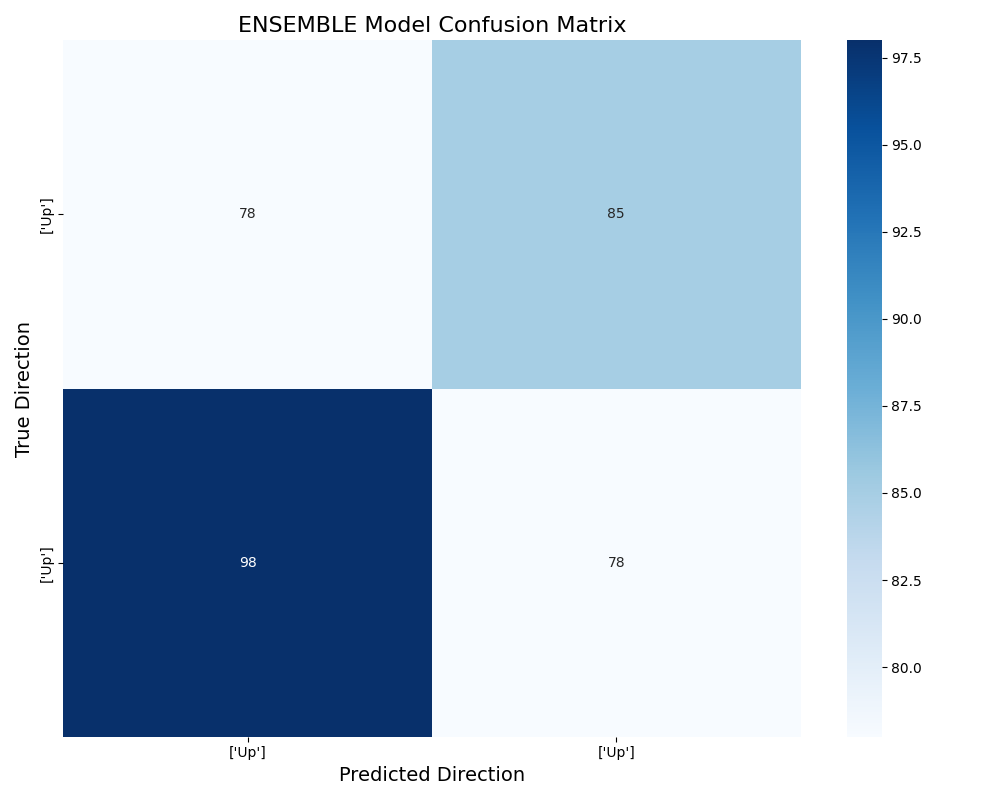 ENSEMBLE Model Confusion Matrix
True Direction
['Up']
78
85
['Up']
98
78
['Up']
['Up']
Predicted Direction
97.5
95.0
92.5
90.0
87.5
85.0
82.5
80.0